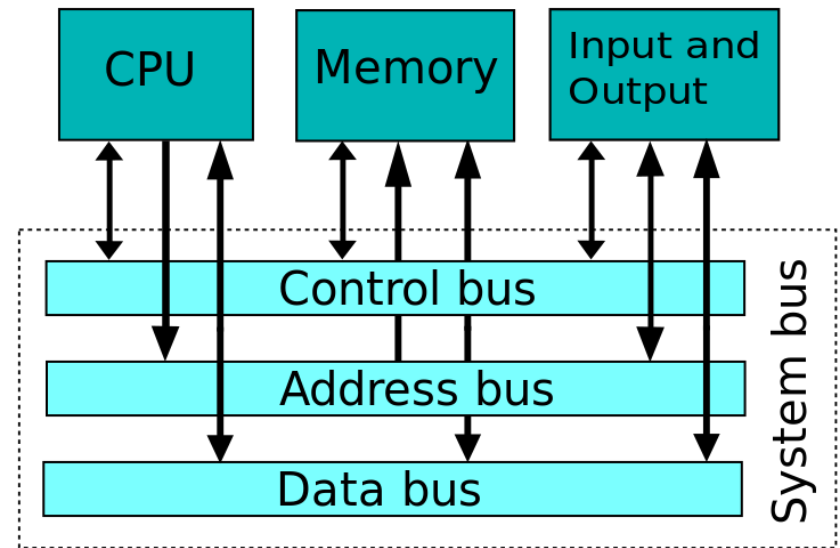 CPU
Memory
Input and
Output
Control bus
Address bus
Data bus
System bus